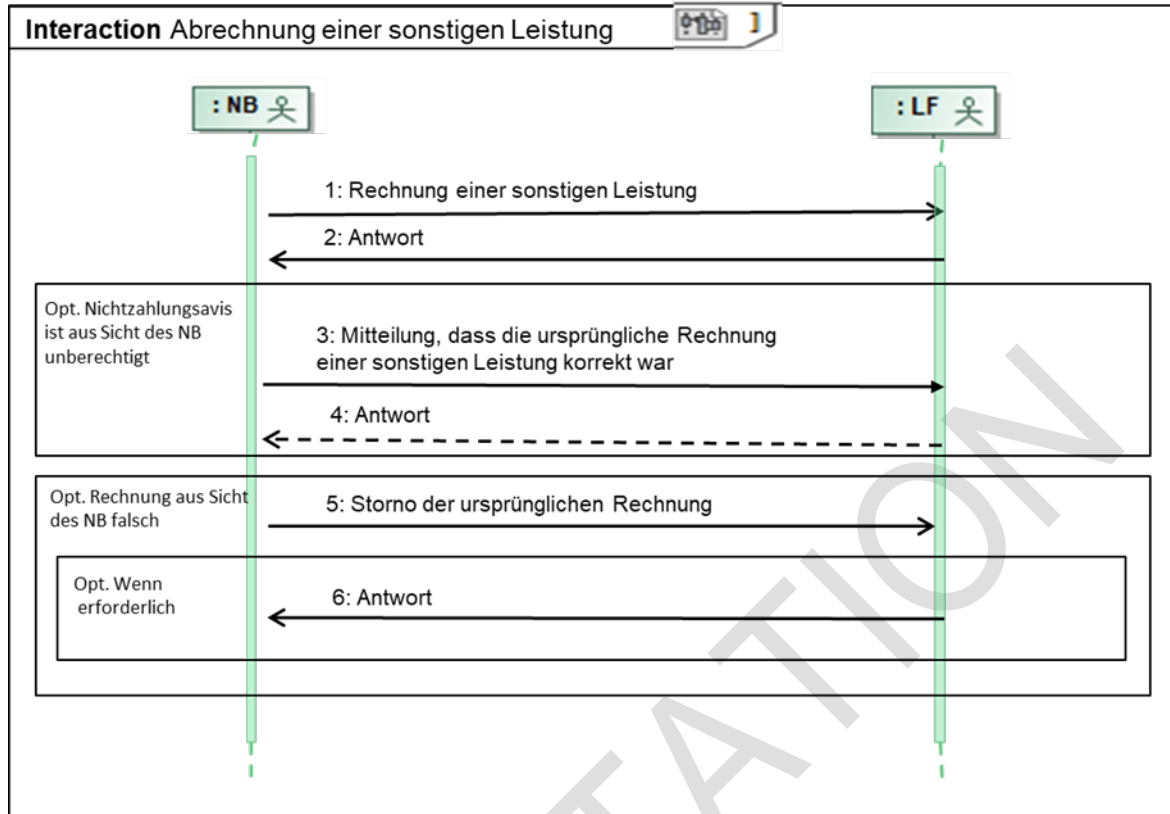 Interaction Abrechnung einer sonstigen Leistung
: NB
: LF
1: Rechnung einer sonstigen Leistung
2: Antwort
Opt. Nichtzahlungsavis
ist aus Sicht des NB
unberechtigt
3: Mitteilung, dass die ursprüngliche Rechnung
einer sonstigen Leistung korrekt war
4: Antwort
Opt. Rechnung aus Sicht
des NB falsch
5: Storno der ursprünglichen Rechnung
Opt. Wenn
erforderlich
6: Antwort
TATION